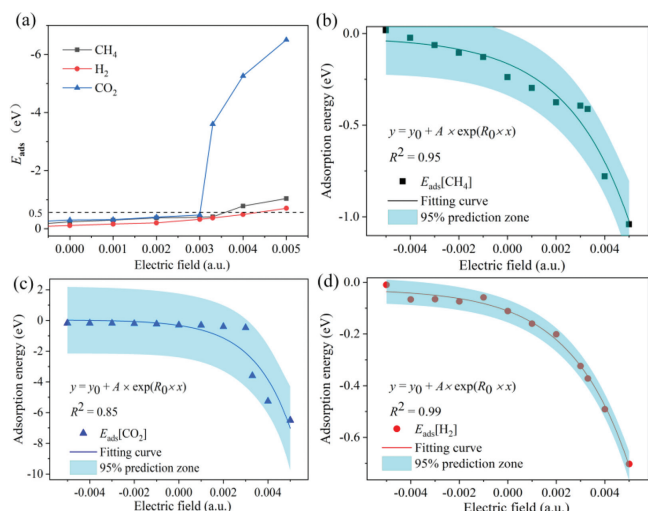 (a)
-6
-4
-2
0.5
0
E_ads (eV)
CH₄
H₂
CO₂
0.000 0.001 0.002 0.003 0.004 0.005
Electric field (a.u.)
(b)
0.0
-0.5
-1.0
Adsorption energy (eV)
y = y₀ + A × exp(R₀ × x)
R² = 0.95
E_ads[CH₄]
Fitting curve
95% prediction zone
-0.004 -0.002 0.000 0.002 0.004
Electric field (a.u.)
(c)
2
0
-2
-4
-6
-8
-10
Adsorption energy (eV)
y = y₀ + A × exp(R₀ × x)
R² = 0.85
E_ads[CO₂]
Fitting curve
95% prediction zone
-0.004 -0.002 0.000 0.002 0.004
Electric field (a.u.)
(d)
0.0
-0.2
-0.4
-0.6
Adsorption energy (eV)
y = y₀ + A × exp(R₀ × x)
R² = 0.99
E_ads[H₂]
Fitting curve
95% prediction zone
-0.004 -0.002 0.000 0.002 0.004
Electric field (a.u.)